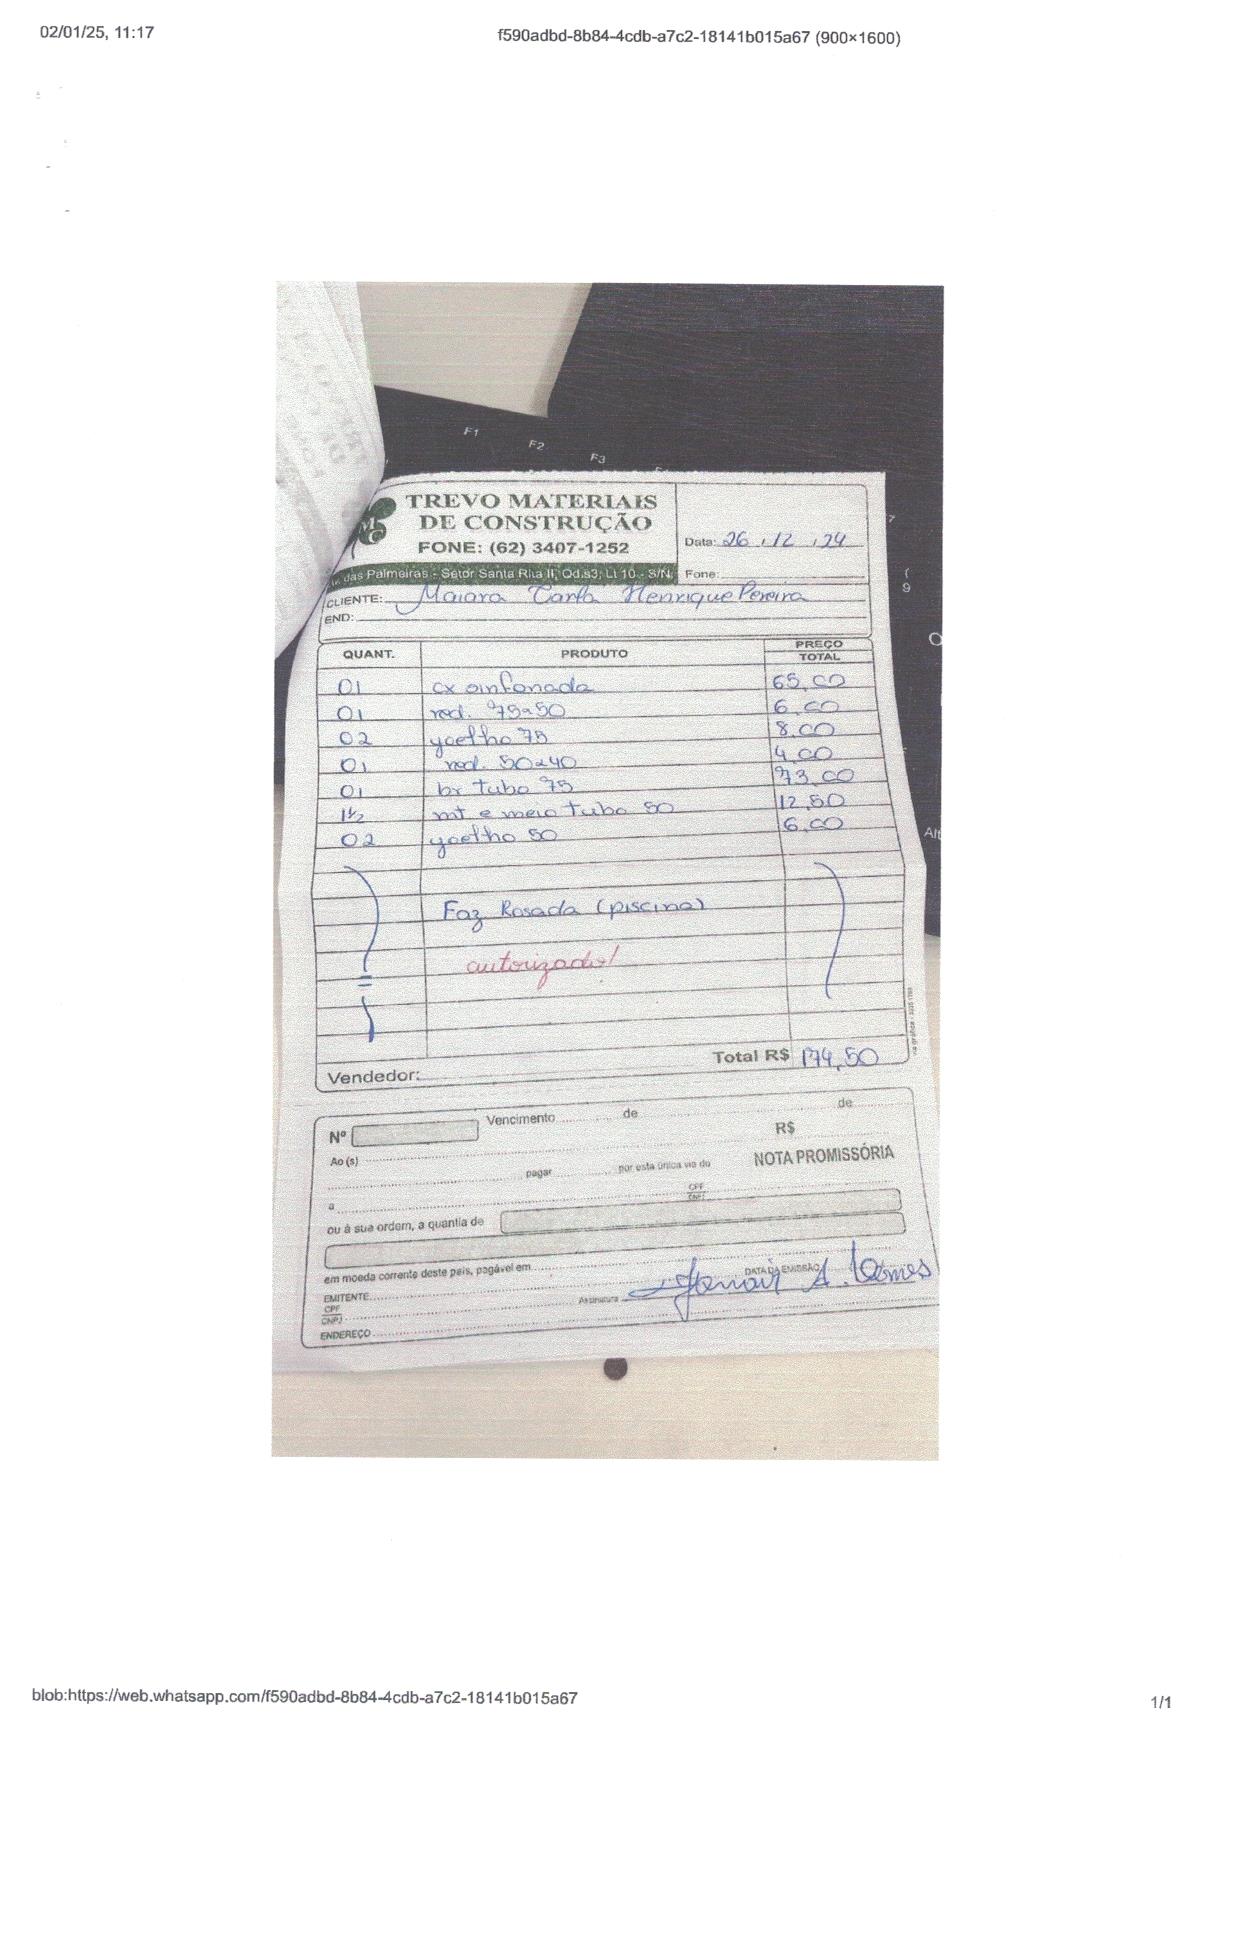 02/01/25, 11:17
f590adbd-8b84-4cdb-a7c2-18141b015a67 (900×1600)
F1
F2
F3
TREVO MATERIAIS
DE CONSTRUÇÃO
FONE: (62) 3407-1252
das Palmeiras - Setor Santa Rita II, Qd.s3, Lt 10 - S/N
Data: 26 / 12 / 24
Fone:
CLIENTE: Maiara Carla Henrique Pereira
END:
QUANT. PRODUTO PREÇO TOTAL
01 cx sinfonada 65,00
01 red. 75x50 6,00
02 joelho 75 8,00
01 red. 50x40 4,00
01 br tubo 75 73,00
1½ mt e meio tubo 50 12,50
02 joelho 50 6,00
Faz Rosada (piscina)
autorizado!
Total R$ 174,50
Vendedor:
Nº Vencimento de de
R$
Ao(s)
NOTA PROMISSÓRIA
pagar por esta única via de
a CPF CNPJ
ou à sua ordem, a quantia de
em moeda corrente deste país, pagável em
DATA DA EMISSÃO
EMITENTE
Assinatura
CPF
CNPJ
ENDEREÇO
Alt
9
blob:https://web.whatsapp.com/f590adbd-8b84-4cdb-a7c2-18141b015a67
1/1